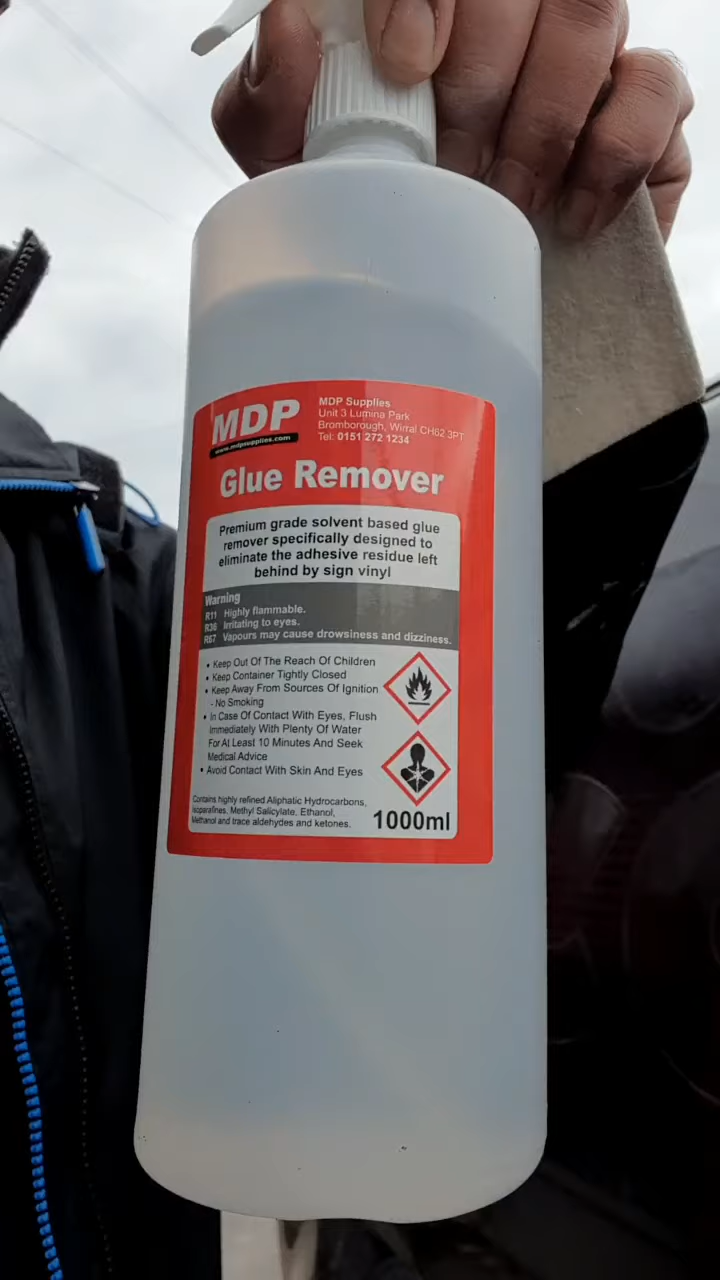 MDP
www.mdpsupplies.com
MDP Supplies
Unit 3 Lumina Park
Bromborough, Wirral CH62 3PT
Tel: 0151 272 1234
Glue Remover
Premium grade solvent based glue
remover specifically designed to
eliminate the adhesive residue left
behind by sign vinyl
Warning
R11 Highly flammable.
R36 Irritating to eyes.
R67 Vapours may cause drowsiness and dizziness.
• Keep Out Of The Reach Of Children
• Keep Container Tightly Closed
• Keep Away From Sources Of Ignition
- No Smoking
• In Case Of Contact With Eyes, Flush
Immediately With Plenty Of Water
For At Least 10 Minutes And Seek
Medical Advice
• Avoid Contact With Skin And Eyes
Contains highly refined Aliphatic Hydrocarbons,
Isoparafines, Methyl Salicylate, Ethanol,
Methanol and trace aldehydes and ketones.
1000ml